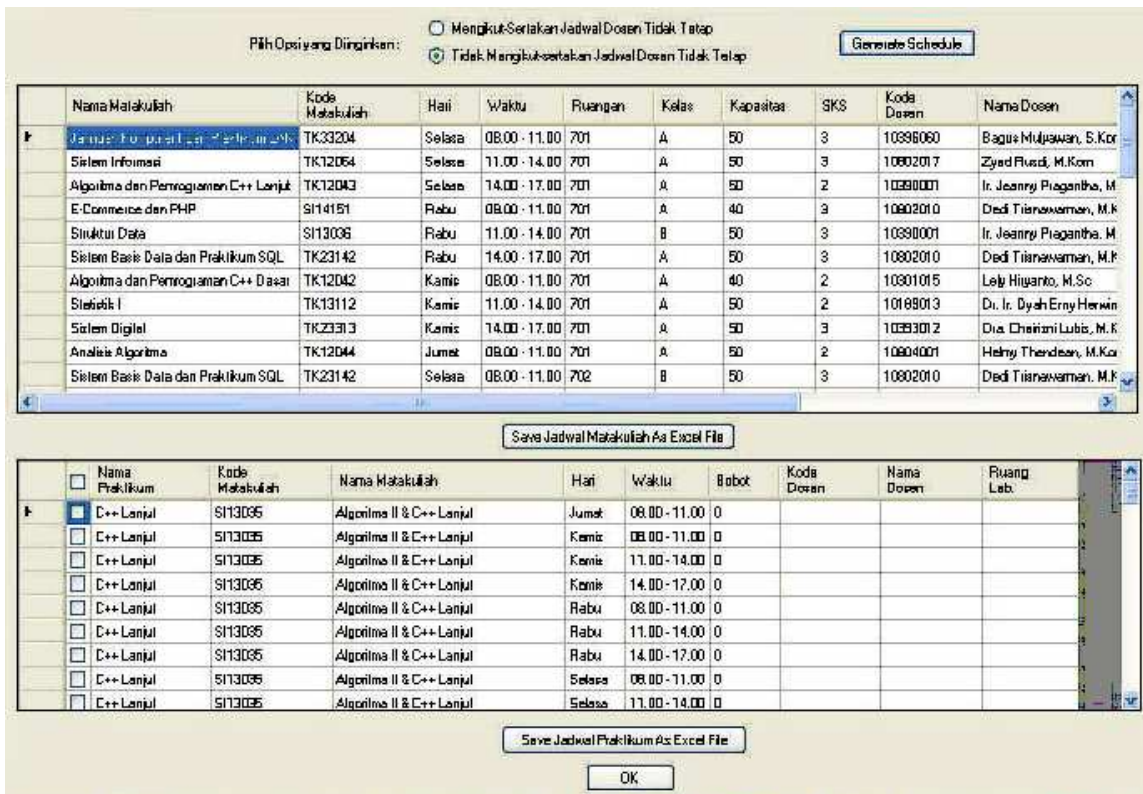 Mengikut-Sertakan Jadwal Dosen Tidak Tetap
Pilih Opsi yang Diinginkan :
Tidak Mengikut-sertakan Jadwal Dosen Tidak Tetap
Generate Schedule
Nama Matakuliah Kode Matakuliah Hari Waktu Ruangan Kelas Kapasitas SKS Kode Dosen Nama Dosen
TK33204 Selasa 08.00 - 11.00 701 A 50 3 10396060 Bagus Mulyawan, S.Kor
Sistem Informasi TK12054 Selasa 11.00 - 14.00 701 A 50 3 10802017 Zyad Rusdi, M.Kom
Algoritma dan Pemrograman C++ Lanjut TK12043 Selasa 14.00 - 17.00 701 A 50 2 10390001 Ir. Jeanny Pragantha, M
E-Commerce dan PHP SI14151 Rabu 08.00 - 11.00 701 A 40 3 10802010 Dedi Trisnawarman, M.K
Struktur Data SI13036 Rabu 11.00 - 14.00 701 B 50 3 10390001 Ir. Jeanny Pragantha, M
Sistem Basis Data dan Praktikum SQL TK23142 Rabu 14.00 - 17.00 701 A 50 3 10802010 Dedi Trisnawarman, M.K
Algoritma dan Pemrograman C++ Dasar TK12042 Kamis 08.00 - 11.00 701 A 40 2 10301015 Lely Hiryanto, M.Sc
Statistik I TK13112 Kamis 11.00 - 14.00 701 A 50 2 10189013 Dr. Ir. Dyah Erny Herwin
Sistem Digital TK23313 Kamis 14.00 - 17.00 701 A 50 3 10393012 Dra. Chairisni Lubis, M.K
Analisis Algoritma TK12044 Jumat 08.00 - 11.00 701 A 50 2 10804001 Helmy Thendean, M.Kor
Sistem Basis Data dan Praktikum SQL TK23142 Selasa 08.00 - 11.00 702 B 50 3 10802010 Dedi Trisnawarman, M.K
Save Jadwal Matakuliah As Excel File
Nama Praktikum Kode Matakuliah Nama Matakuliah Hari Waktu Bobot Kode Dosen Nama Dosen Ruang Lab.
C++ Lanjut SI13035 Algoritma II & C++ Lanjut Jumat 08.00 - 11.00 0
C++ Lanjut SI13035 Algoritma II & C++ Lanjut Kamis 08.00 - 11.00 0
C++ Lanjut SI13035 Algoritma II & C++ Lanjut Kamis 11.00 - 14.00 0
C++ Lanjut SI13035 Algoritma II & C++ Lanjut Kamis 14.00 - 17.00 0
C++ Lanjut SI13035 Algoritma II & C++ Lanjut Rabu 08.00 - 11.00 0
C++ Lanjut SI13035 Algoritma II & C++ Lanjut Rabu 11.00 - 14.00 0
C++ Lanjut SI13035 Algoritma II & C++ Lanjut Rabu 14.00 - 17.00 0
C++ Lanjut SI13035 Algoritma II & C++ Lanjut Selasa 08.00 - 11.00 0
C++ Lanjut SI13035 Algoritma II & C++ Lanjut Selasa 11.00 - 14.00 0
Save Jadwal Praktikum As Excel File
OK